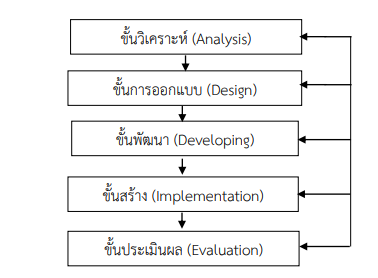 ขั้นวิเคราะห์ (Analysis)
ขั้นการออกแบบ (Design)
ขั้นพัฒนา (Developing)
ขั้นสร้าง (Implementation)
ขั้นประเมินผล (Evaluation)